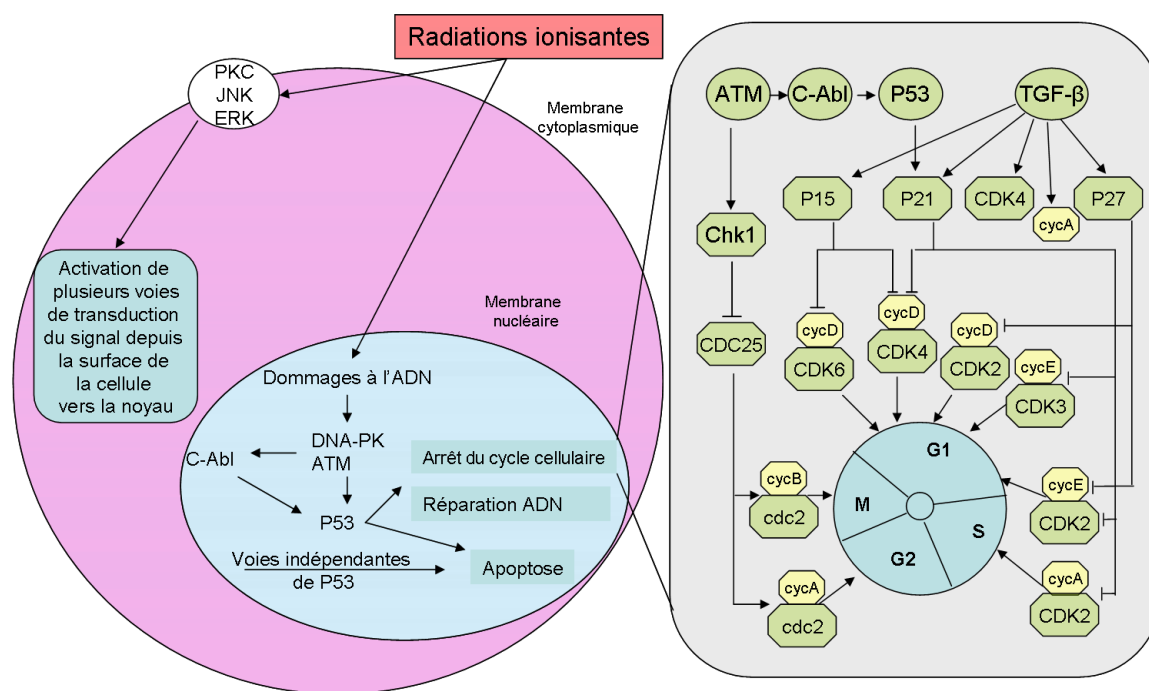 Radiations ionisantes
PKC
JNK
ERK
Membrane
cytoplasmique
Activation de
plusieurs voies
de transduction
du signal depuis
la surface de
la cellule
vers la noyau
Membrane
nucléaire
Dommages à l'ADN
DNA-PK
ATM
C-Abl
P53
Arrêt du cycle cellulaire
Réparation ADN
Apoptose
Voies indépendantes
de P53
ATM
C-Abl
P53
TGF-β
P15
P21
CDK4
cycA
P27
Chk1
CDC25
cycD
CDK6
cycD
CDK4
cycD
CDK2
cycE
CDK3
G1
S
G2
M
cycB
cdc2
cycA
cdc2
cycE
CDK2
cycA
CDK2